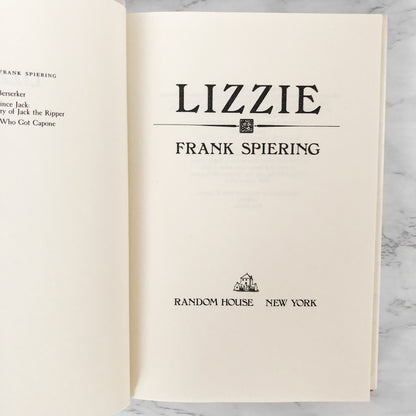 FRANK SPIERING
Berserker
ince Jack:
ry of Jack the Ripper
Who Got Capone
LIZZIE
FRANK SPIERING
RANDOM HOUSE NEW YORK